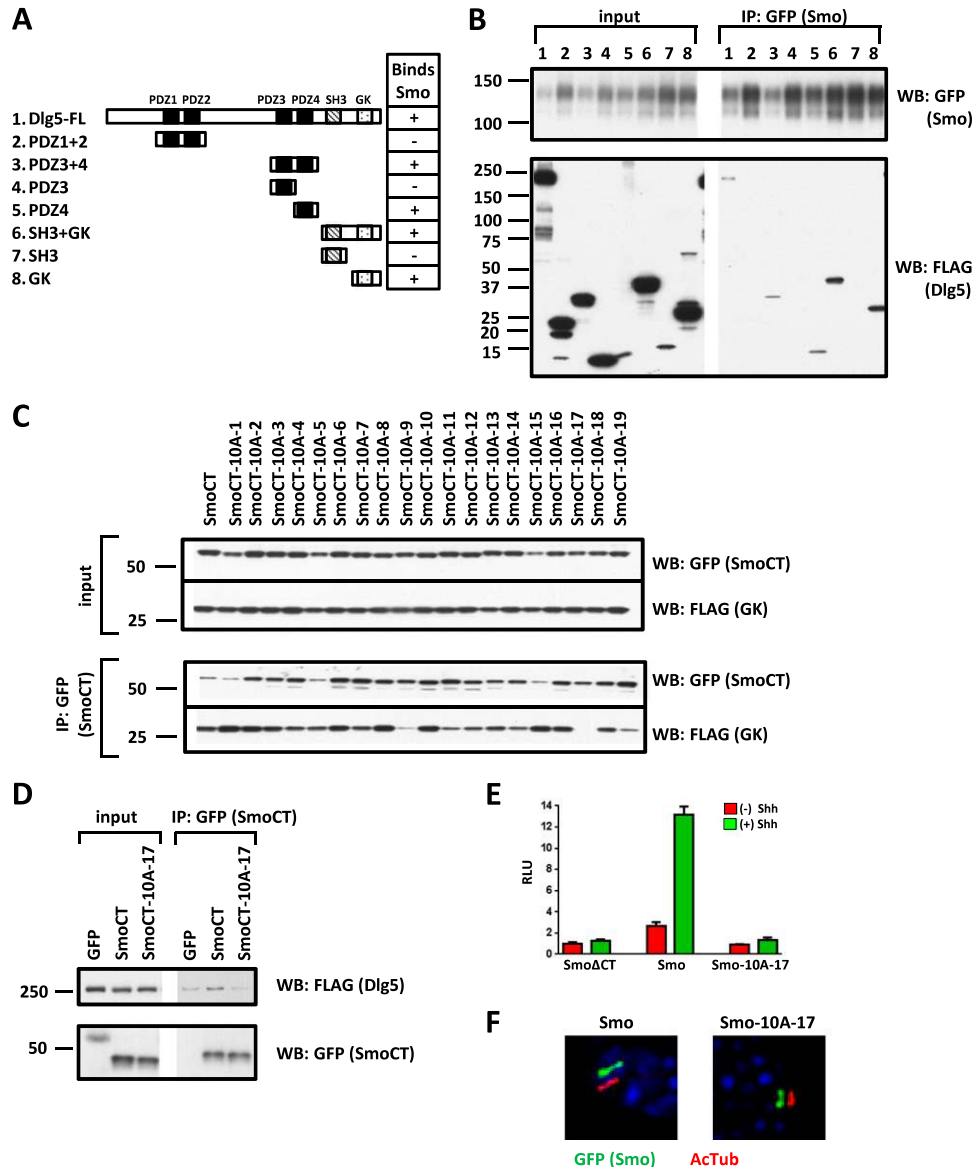 A
PDZ1 PDZ2 PDZ3 PDZ4 SH3 GK
Binds Smo
1. Dlg5-FL +
2. PDZ1+2 -
3. PDZ3+4 +
4. PDZ3 -
5. PDZ4 +
6. SH3+GK +
7. SH3 -
8. GK +
B
input IP: GFP (Smo)
1 2 3 4 5 6 7 8 1 2 3 4 5 6 7 8
150
100
WB: GFP
(Smo)
250
150
100
75
50
37
25
20
15
WB: FLAG
(Dlg5)
C
SmoCT
SmoCT-10A-1
SmoCT-10A-2
SmoCT-10A-3
SmoCT-10A-4
SmoCT-10A-5
SmoCT-10A-6
SmoCT-10A-7
SmoCT-10A-8
SmoCT-10A-9
SmoCT-10A-10
SmoCT-10A-11
SmoCT-10A-12
SmoCT-10A-13
SmoCT-10A-14
SmoCT-10A-15
SmoCT-10A-16
SmoCT-10A-17
SmoCT-10A-18
SmoCT-10A-19
input
50
WB: GFP (SmoCT)
25
WB: FLAG (GK)
IP: GFP
(SmoCT)
50
WB: GFP (SmoCT)
25
WB: FLAG (GK)
D
input IP: GFP (SmoCT)
GFP
SmoCT
SmoCT-10A-17
GFP
SmoCT
SmoCT-10A-17
250
WB: FLAG (Dlg5)
50
WB: GFP (SmoCT)
E
RLU
14
12
10
8
6
4
2
0
(-) Shh
(+) Shh
SmoΔCT Smo Smo-10A-17
F
Smo Smo-10A-17
GFP (Smo) AcTub